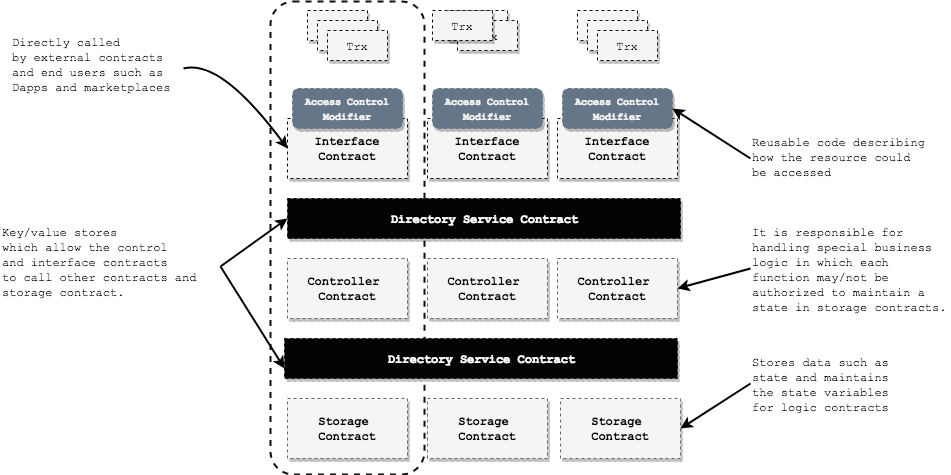 Trx
Trx
x
Trx
Directly called
by external contracts
and end users such as
Dapps and marketplaces
Access Control
Modifier
Access Control
Modifier
Access Control
Modifier
Interface
Contract
Interface
Contract
Interface
Contract
Reusable code describing
how the resource could
be accessed
Directory Service Contract
Key/value stores
which allow the control
and interface contracts
to call other contracts and
storage contract.
Controller
Contract
Controller
Contract
Controller
Contract
It is responsible for
handling special business
logic in which each
function may/not be
authorized to maintain a
state in storage contracts.
Directory Service Contract
Stores data such as
state and maintains
the state variables
for logic contracts
Storage
Contract
Storage
Contract
Storage
Contract